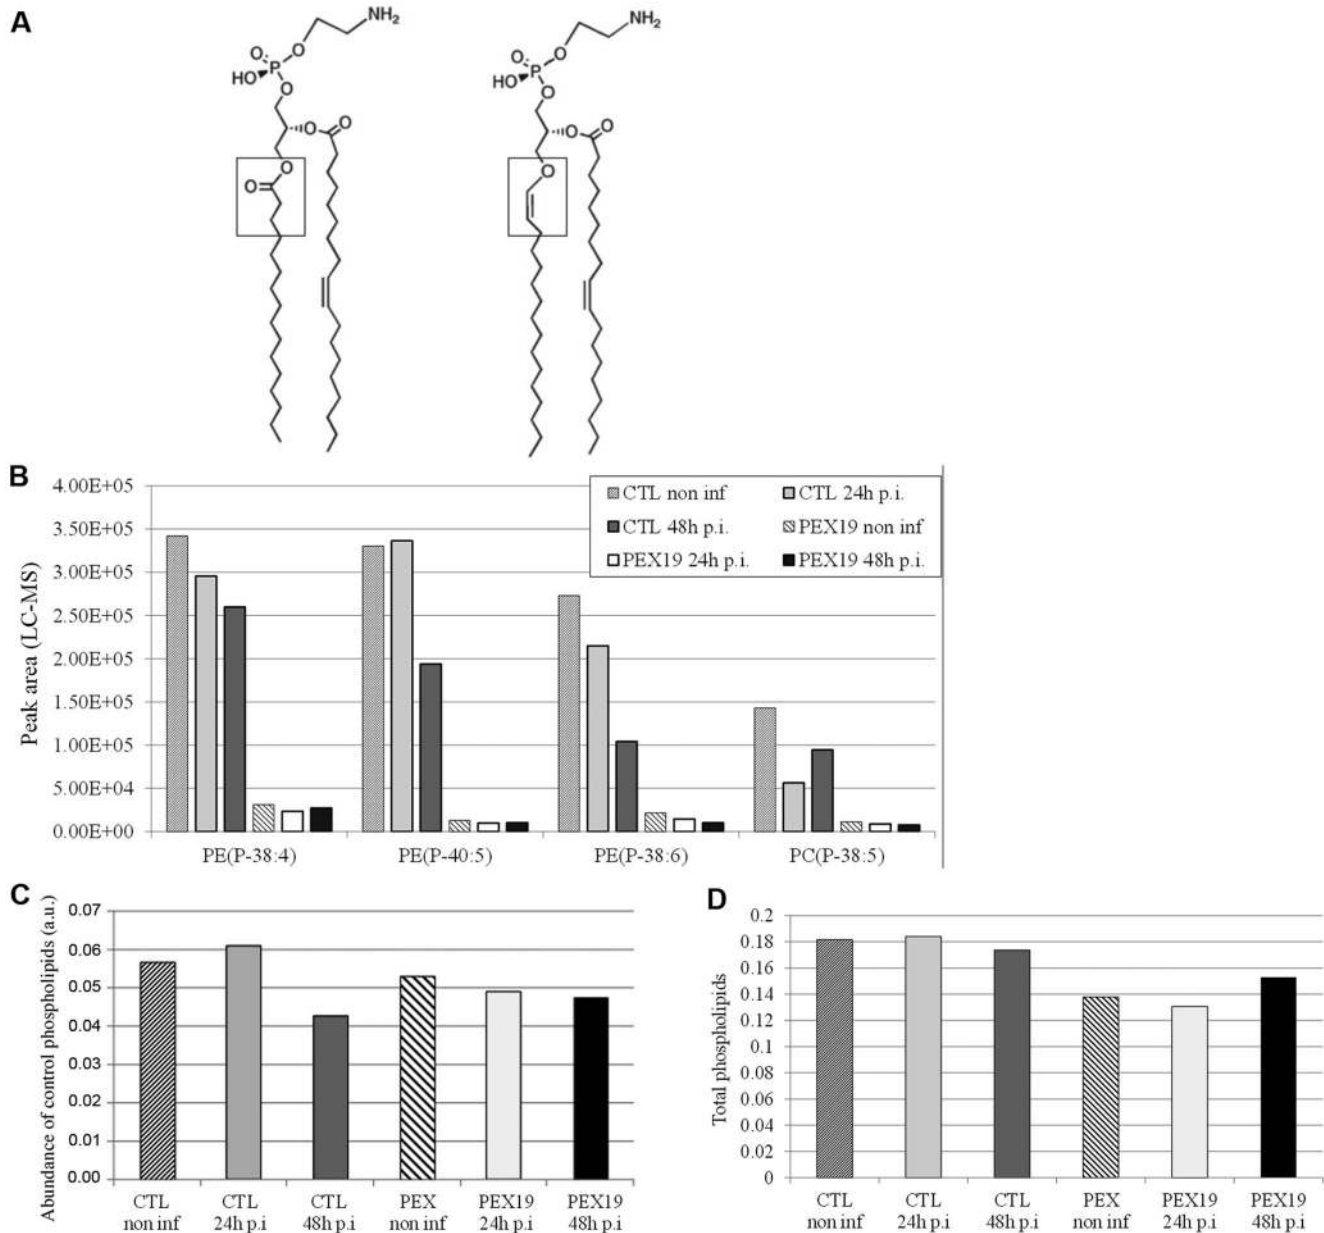 A
NH2
O
O
P
HO
O
O
O
O
O
NH2
O
O
P
HO
O
O
O
O
B
Peak area (LC-MS)
4.00E+05
3.50E+05
3.00E+05
2.50E+05
2.00E+05
1.50E+05
1.00E+05
5.00E+04
0.00E+00
CTL non inf
CTL 24h p.i.
CTL 48h p.i.
PEX19 non inf
PEX19 24h p.i.
PEX19 48h p.i.
PE(P-38:4)
PE(P-40:5)
PE(P-38:6)
PC(P-38:5)
C
Abundance of control phospholipids (a.u.)
0.07
0.06
0.05
0.04
0.03
0.02
0.01
0.00
CTL
non inf
CTL
24h p.i
CTL
48h p.i
PEX
non inf
PEX19
24h p.i
PEX19
48h p.i
D
Total phospholipids
0.2
0.18
0.16
0.14
0.12
0.1
0.08
0.06
0.04
0.02
0
CTL
non inf
CTL
24h p.i
CTL
48h p.i
PEX
non inf
PEX19
24h p.i
PEX19
48h p.i